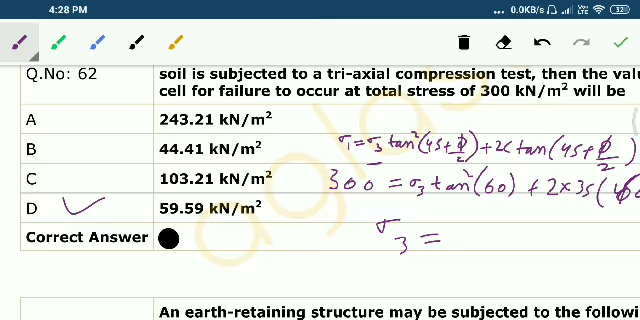 4:28 PM
...0.0KB/s Vo) LTE 32
Q.No: 62
soil is subjected to a tri-axial compression test, then the valu
cell for failure to occur at total stress of 300 kN/m² will be
A 243.21 kN/m²
B 44.41 kN/m²
C 103.21 kN/m²
D 59.59 kN/m²
Correct Answer
σ₁ = σ₃ tan²(45+ϕ/2) + 2C tan(45+ϕ/2)
300 = σ₃ tan²(60) + 2×35(
σ₃ =
An earth-retaining structure may be subjected to the followi